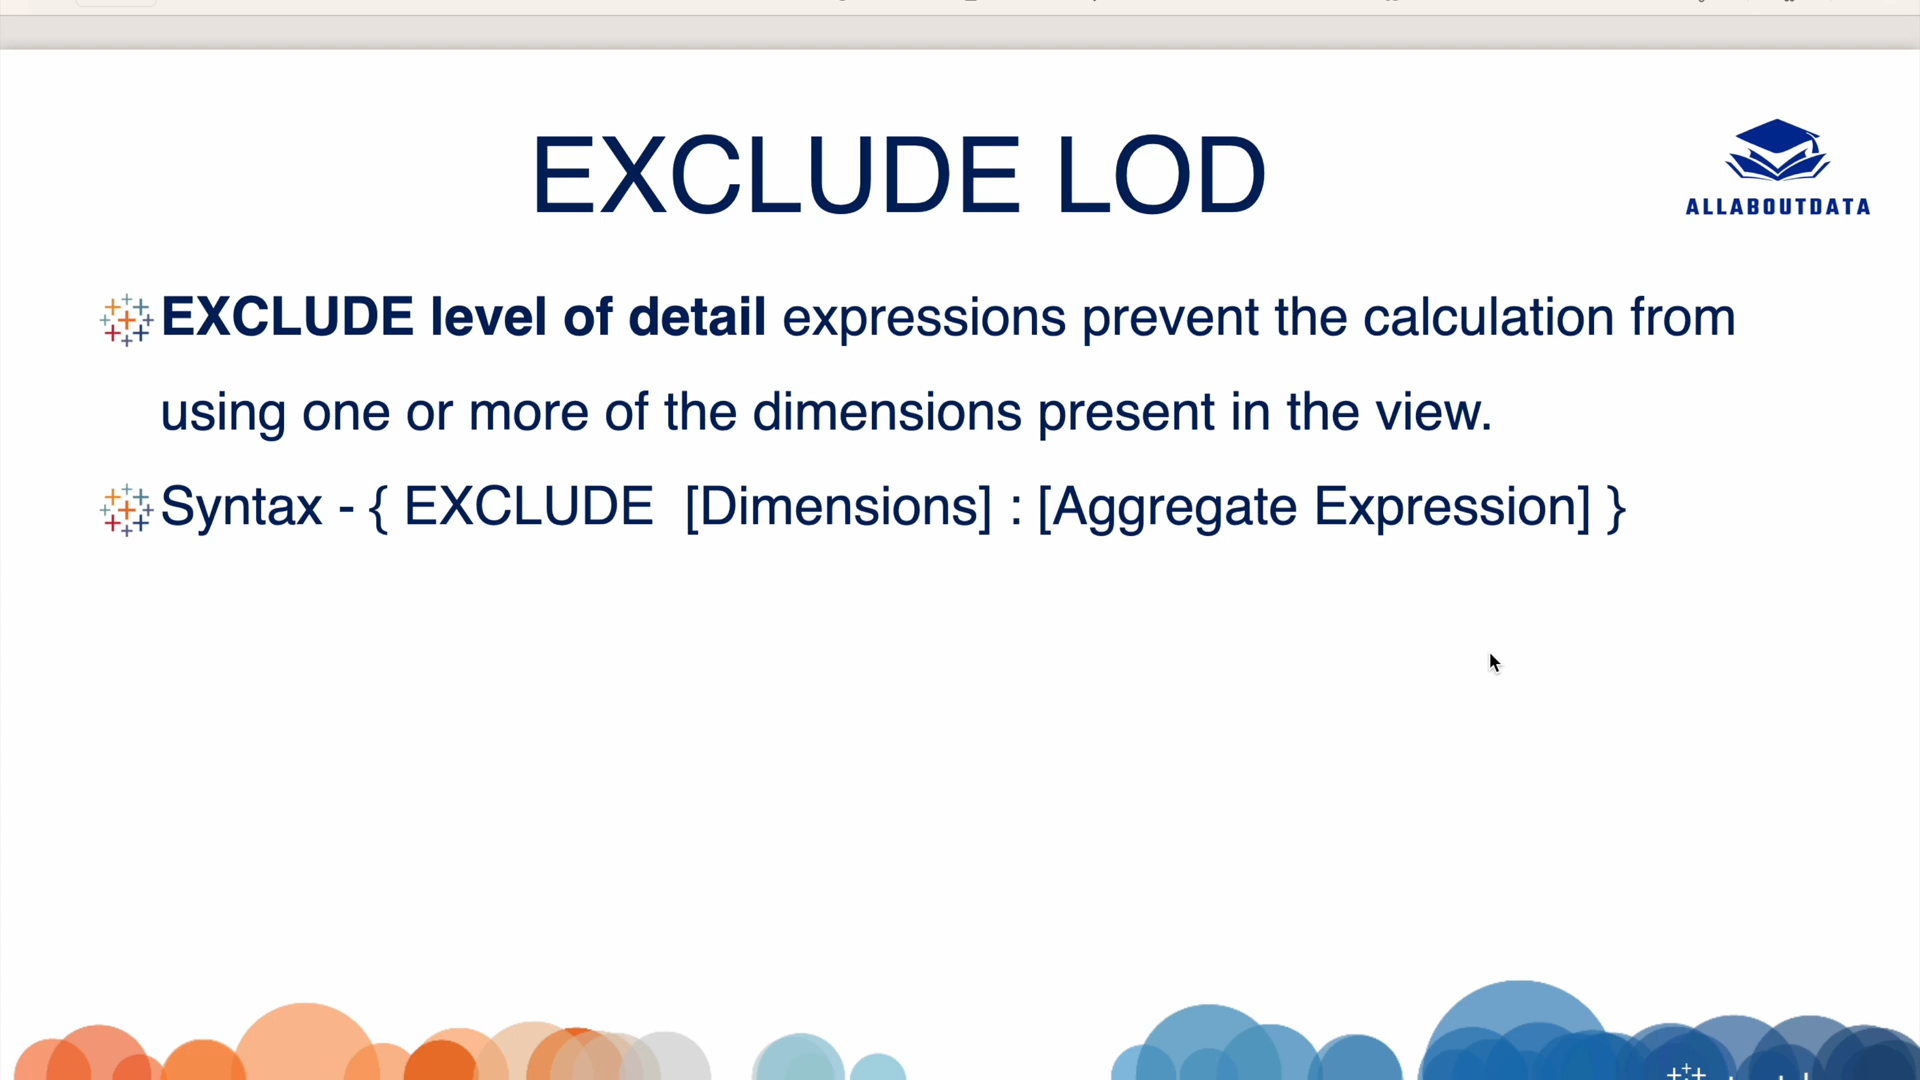 EXCLUDE LOD
ALLABOUTDATA
EXCLUDE level of detail expressions prevent the calculation from
using one or more of the dimensions present in the view.
Syntax - { EXCLUDE  [Dimensions] : [Aggregate Expression] }